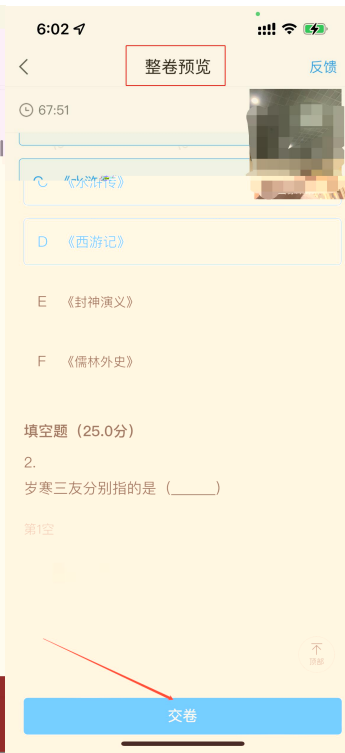 6:02
整卷预览
反馈
67:51
C 《水浒传》
D 《西游记》
E 《封神演义》
F 《儒林外史》
填空题（25.0分）
2.
岁寒三友分别指的是（______）
第1空
顶部
交卷